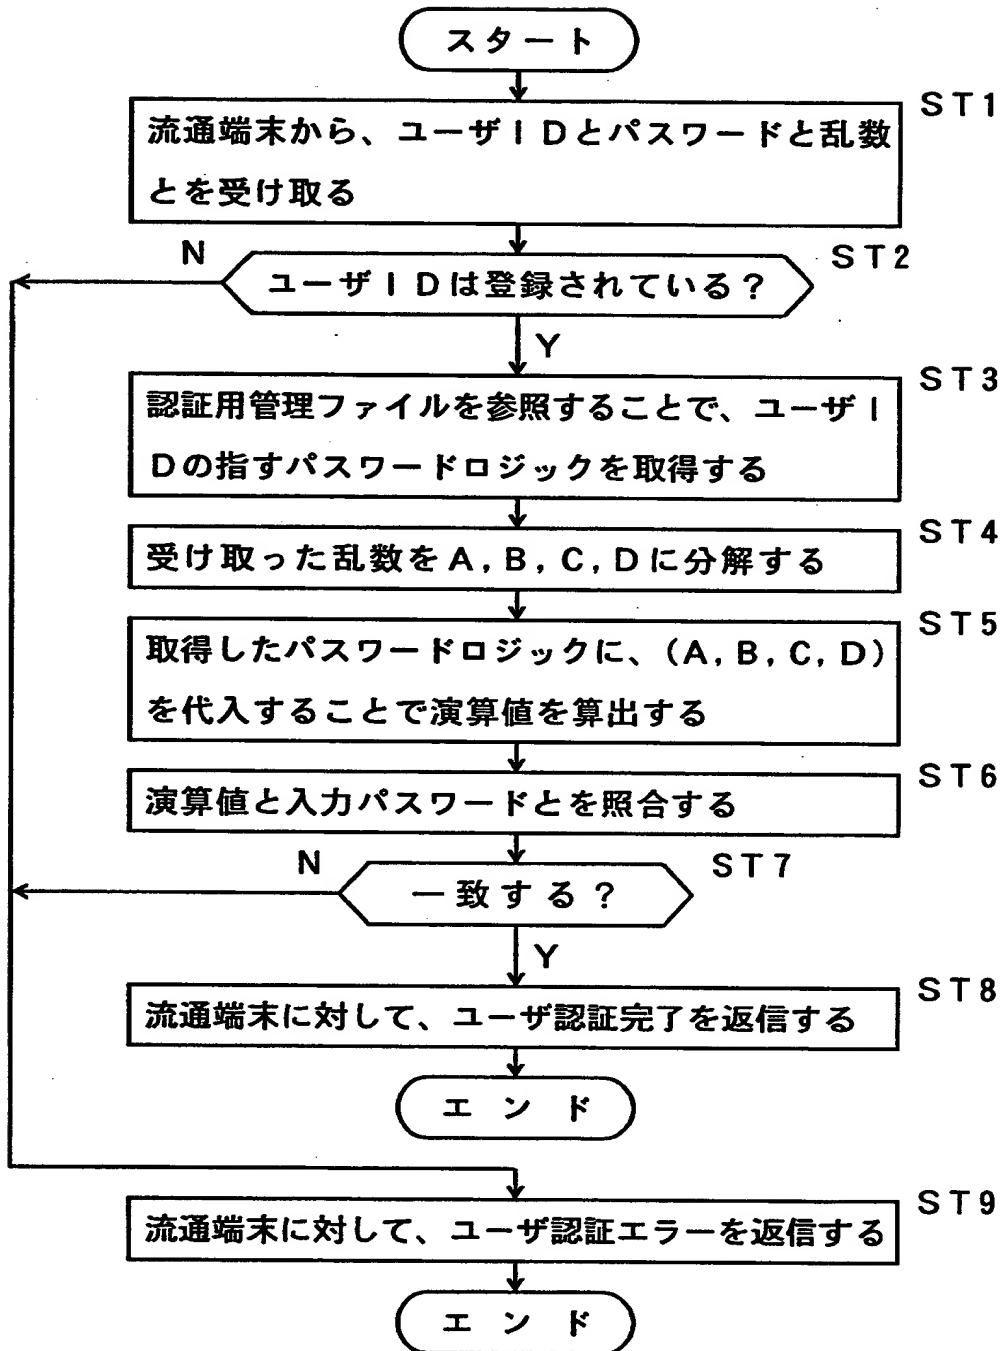 スタート
ST1
流通端末から、ユーザIDとパスワードと乱数
とを受け取る
N
ST2
ユーザIDは登録されている?
Y
ST3
認証用管理ファイルを参照することで、ユーザI
Dの指すパスワードロジックを取得する
ST4
受け取った乱数をA,B,C,Dに分解する
ST5
取得したパスワードロジックに、(A,B,C,D)
を代入することで演算値を算出する
ST6
演算値と入力パスワードとを照合する
N
ST7
一致する?
Y
ST8
流通端末に対して、ユーザ認証完了を返信する
エンド
ST9
流通端末に対して、ユーザ認証エラーを返信する
エンド